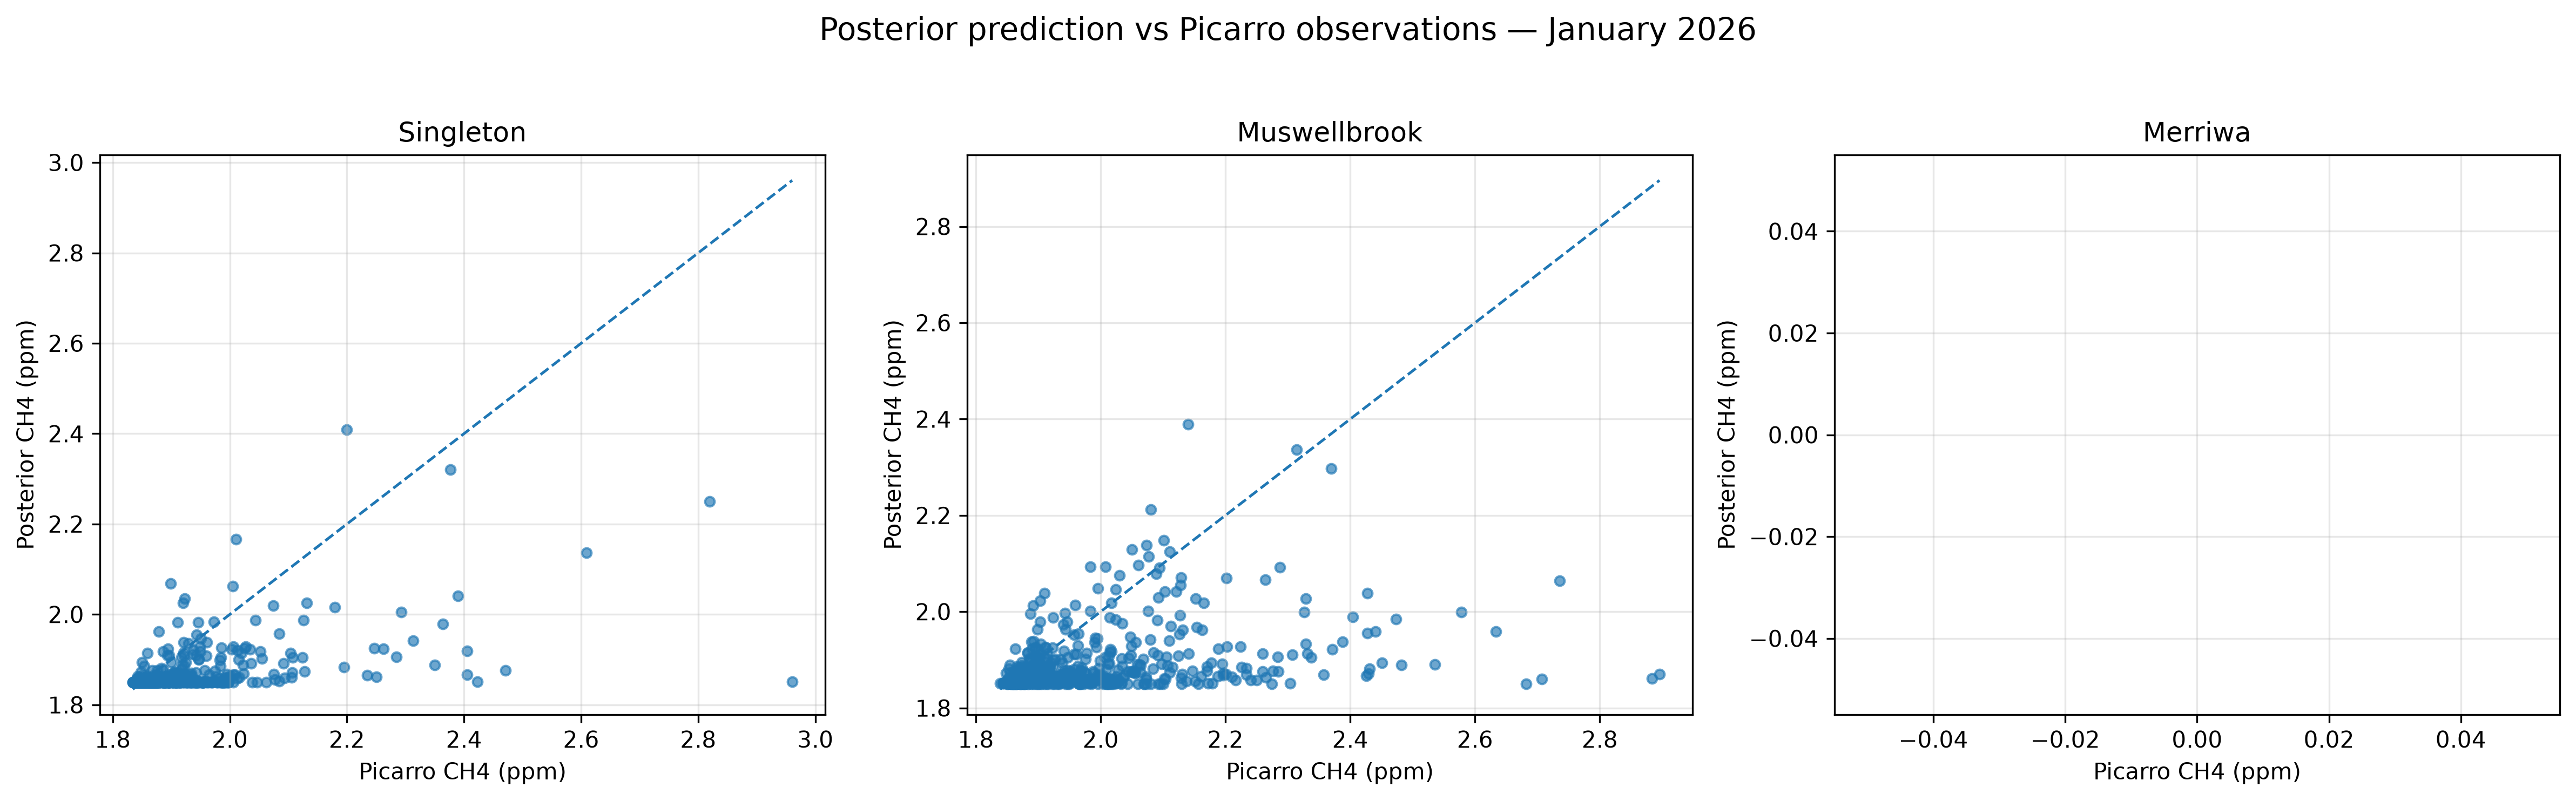 Posterior prediction vs Picarro observations — January 2026
Singleton
3.0
2.8
2.6
2.4
2.2
2.0
1.8
Posterior CH4 (ppm)
1.8 2.0 2.2 2.4 2.6 2.8 3.0
Picarro CH4 (ppm)
Muswellbrook
2.8
2.6
2.4
2.2
2.0
1.8
Posterior CH4 (ppm)
1.8 2.0 2.2 2.4 2.6 2.8
Picarro CH4 (ppm)
Merriwa
0.04
0.02
0.00
−0.02
−0.04
Posterior CH4 (ppm)
−0.04 −0.02 0.00 0.02 0.04
Picarro CH4 (ppm)